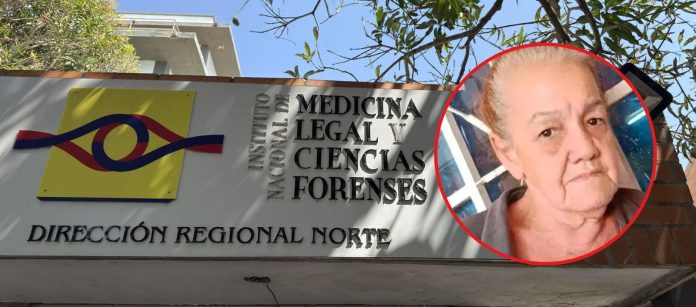 INSTITUTO
NACIONAL DE
MEDICINA
LEGAL Y
CIENCIAS
FORENSES
DIRECCIÓN REGIONAL NORTE